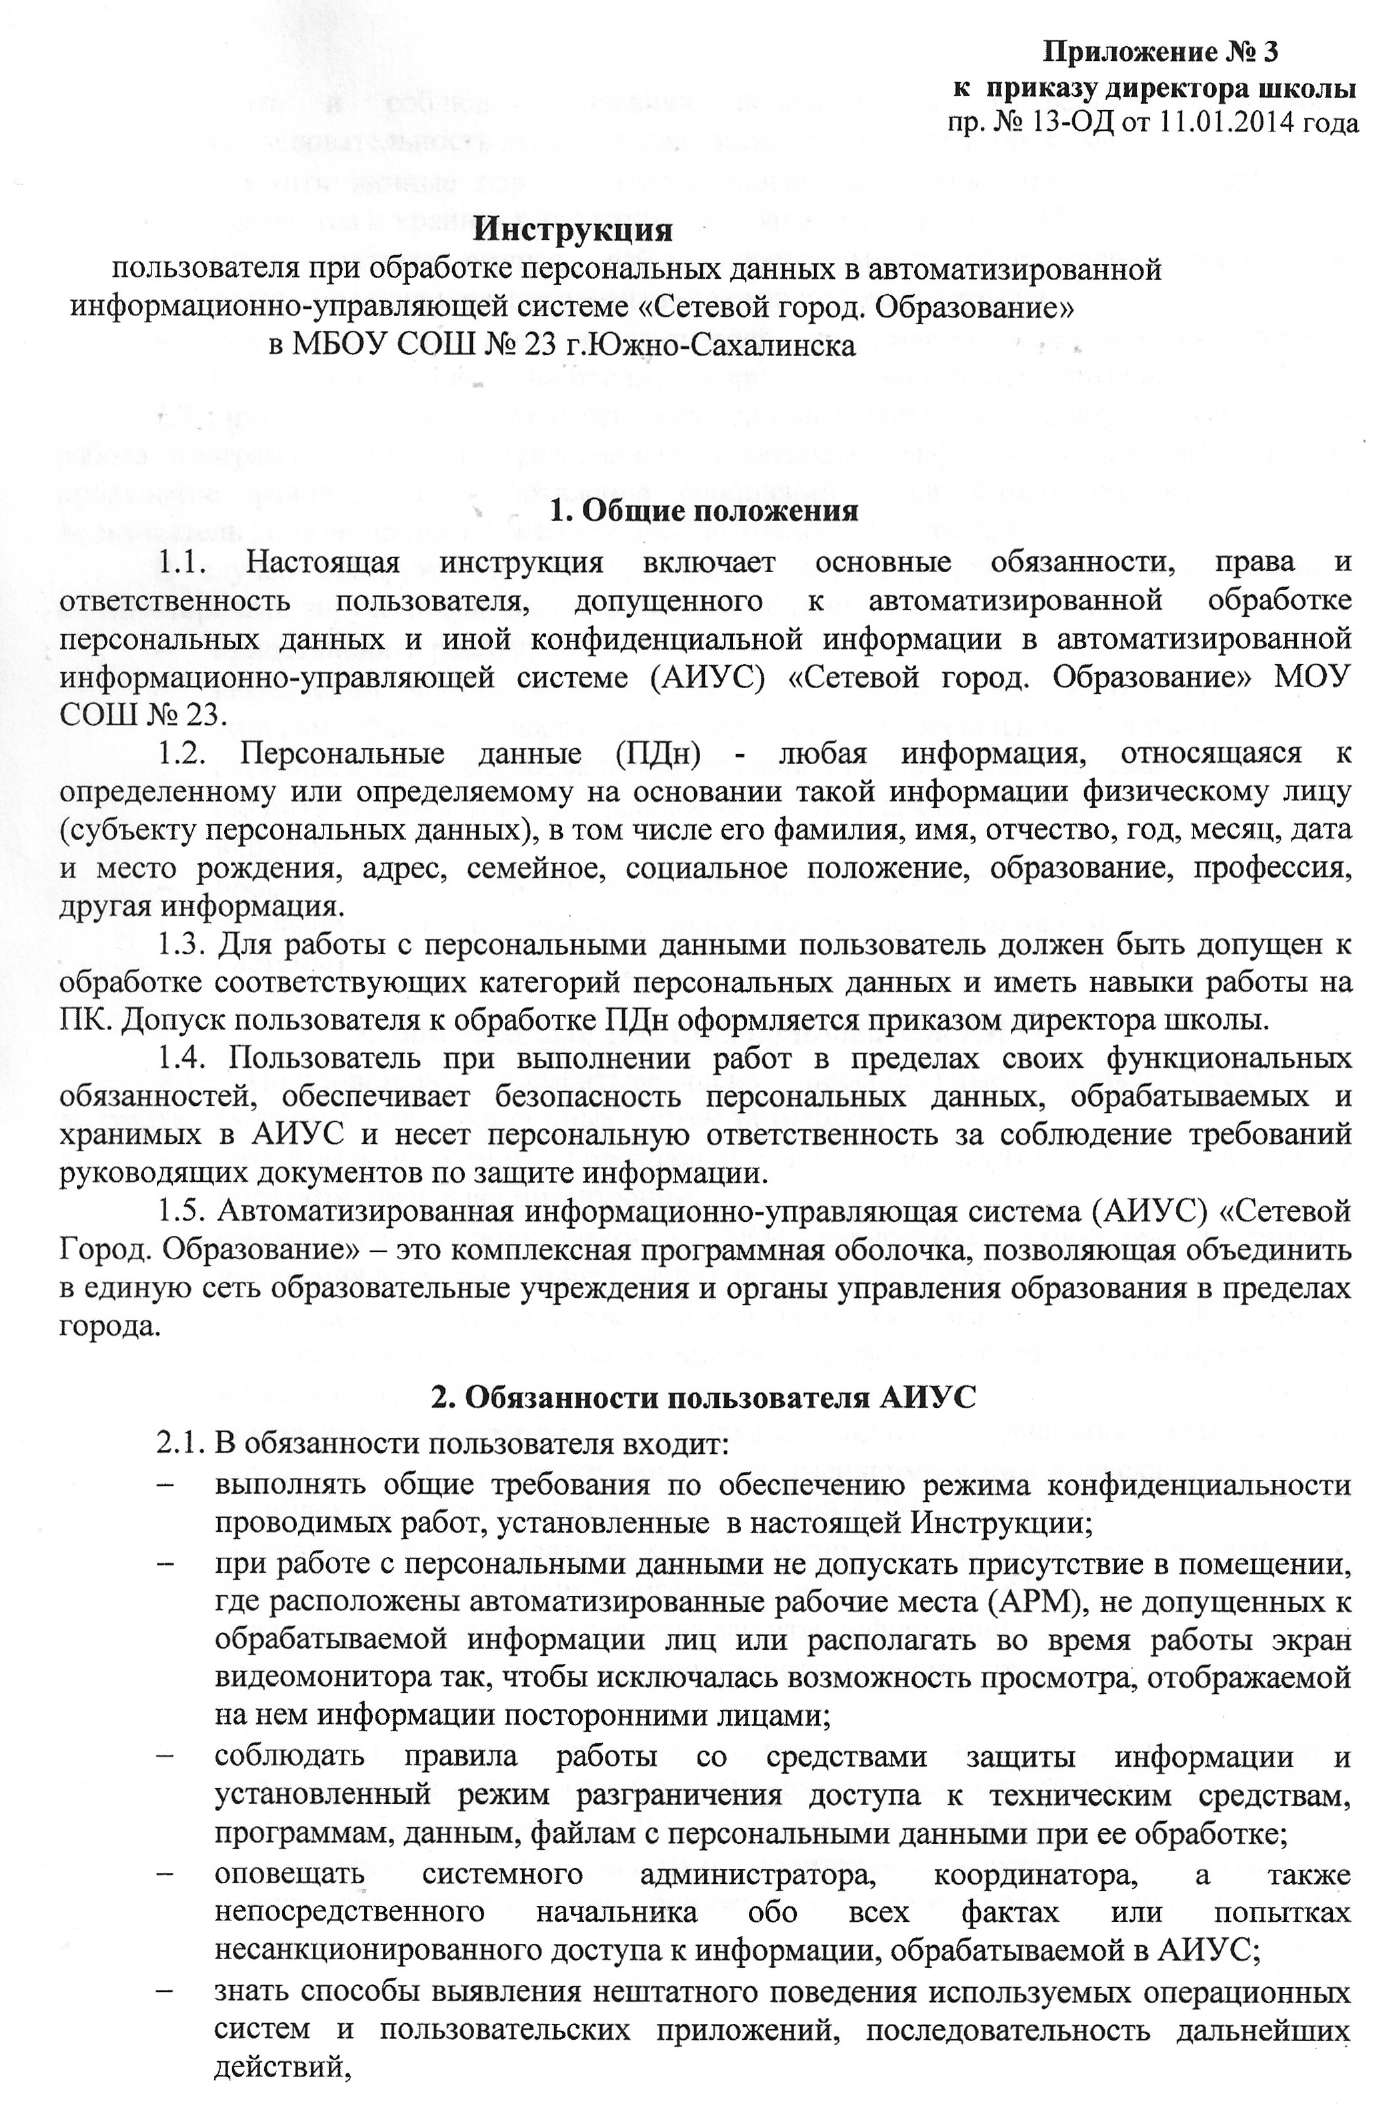 Приложение № 3
к приказу директора школы
пр. № 13-ОД от 11.01.2014 года
Инструкция
пользователя при обработке персональных данных в автоматизированной
информационно-управляющей системе «Сетевой город. Образование»
в МБОУ СОШ № 23 г.Южно-Сахалинска
1. Общие положения
1.1. Настоящая инструкция включает основные обязанности, права и
ответственность пользователя, допущенного к автоматизированной обработке
персональных данных и иной конфиденциальной информации в автоматизированной
информационно-управляющей системе (АИУС) «Сетевой город. Образование» МОУ
СОШ № 23.
1.2. Персональные данные (ПДн) - любая информация, относящаяся к
определенному или определяемому на основании такой информации физическому лицу
(субъекту персональных данных), в том числе его фамилия, имя, отчество, год, месяц, дата
и место рождения, адрес, семейное, социальное положение, образование, профессия,
другая информация.
1.3. Для работы с персональными данными пользователь должен быть допущен к
обработке соответствующих категорий персональных данных и иметь навыки работы на
ПК. Допуск пользователя к обработке ПДн оформляется приказом директора школы.
1.4. Пользователь при выполнении работ в пределах своих функциональных
обязанностей, обеспечивает безопасность персональных данных, обрабатываемых и
хранимых в АИУС и несет персональную ответственность за соблюдение требований
руководящих документов по защите информации.
1.5. Автоматизированная информационно-управляющая система (АИУС) «Сетевой
Город. Образование» – это комплексная программная оболочка, позволяющая объединить
в единую сеть образовательные учреждения и органы управления образования в пределах
города.
2. Обязанности пользователя АИУС
2.1. В обязанности пользователя входит:
– выполнять общие требования по обеспечению режима конфиденциальности
проводимых работ, установленные в настоящей Инструкции;
– при работе с персональными данными не допускать присутствие в помещении,
где расположены автоматизированные рабочие места (АРМ), не допущенных к
обрабатываемой информации лиц или располагать во время работы экран
видеомонитора так, чтобы исключалась возможность просмотра, отображаемой
на нем информации посторонними лицами;
– соблюдать правила работы со средствами защиты информации и
установленный режим разграничения доступа к техническим средствам,
программам, данным, файлам с персональными данными при ее обработке;
– оповещать системного администратора, координатора, а также
непосредственного начальника обо всех фактах или попытках
несанкционированного доступа к информации, обрабатываемой в АИУС;
– знать способы выявления нештатного поведения используемых операционных
систем и пользовательских приложений, последовательность дальнейших
действий,